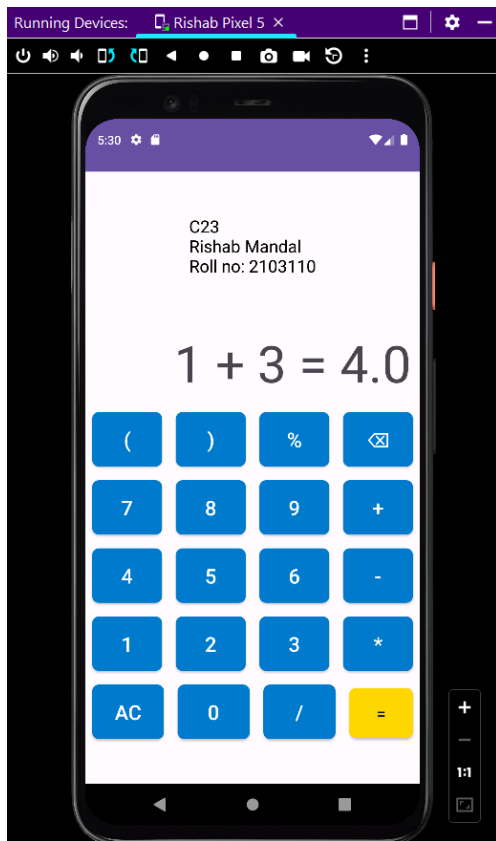 Running Devices: Rishab Pixel 5
5:30
C23
Rishab Mandal
Roll no: 2103110
1 + 3 = 4.0
( ) %
7 8 9 +
4 5 6 -
1 2 3 *
AC 0 / =
1:1